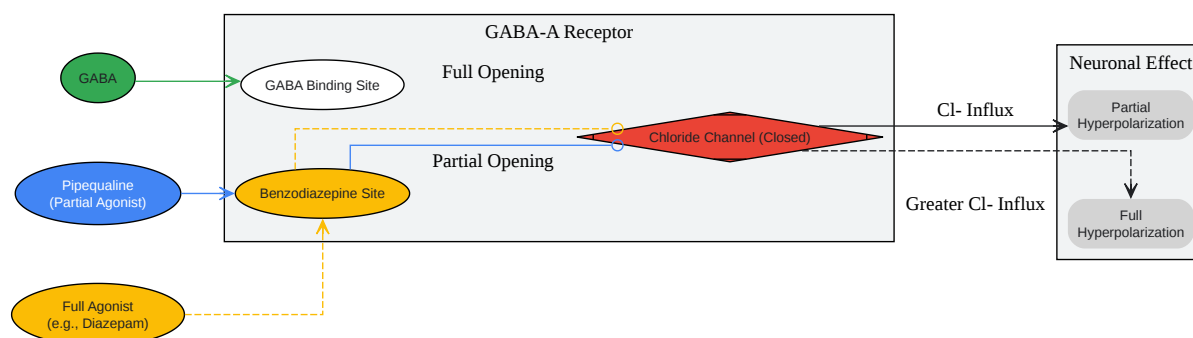 GABA-A Receptor
GABA
GABA Binding Site
Full Opening
Chloride Channel (Closed)
Cl- Influx
Neuronal Effect
Partial
Hyperpolarization
Partial Opening
Pipequaline
(Partial Agonist)
Benzodiazepine Site
Greater Cl- Influx
Full
Hyperpolarization
Full Agonist
(e.g., Diazepam)